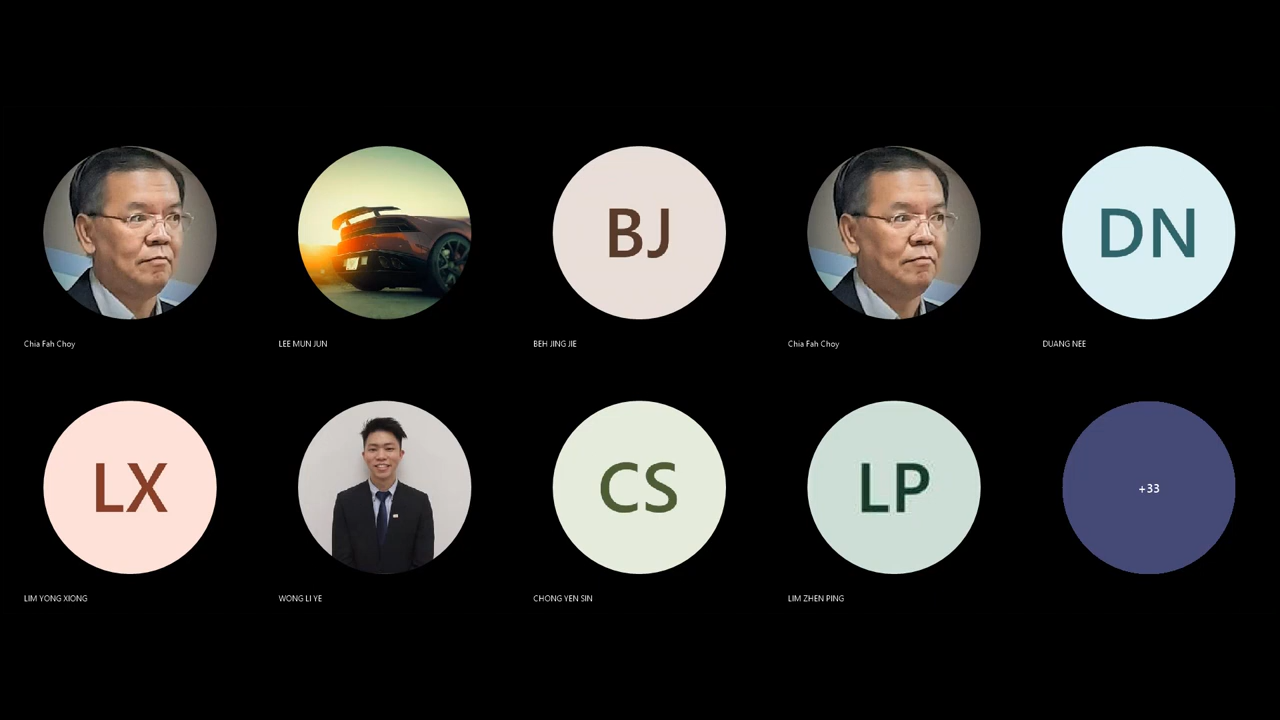 BJ
DN
Chia Fah Choy
LEE MUN JUN
BEH JING JIE
Chia Fah Choy
DUANG NEE
LX
CS
LP
+33
LIM YONG XIONG
WONG LI YE
CHONG YEN SIN
LIM ZHEN PING